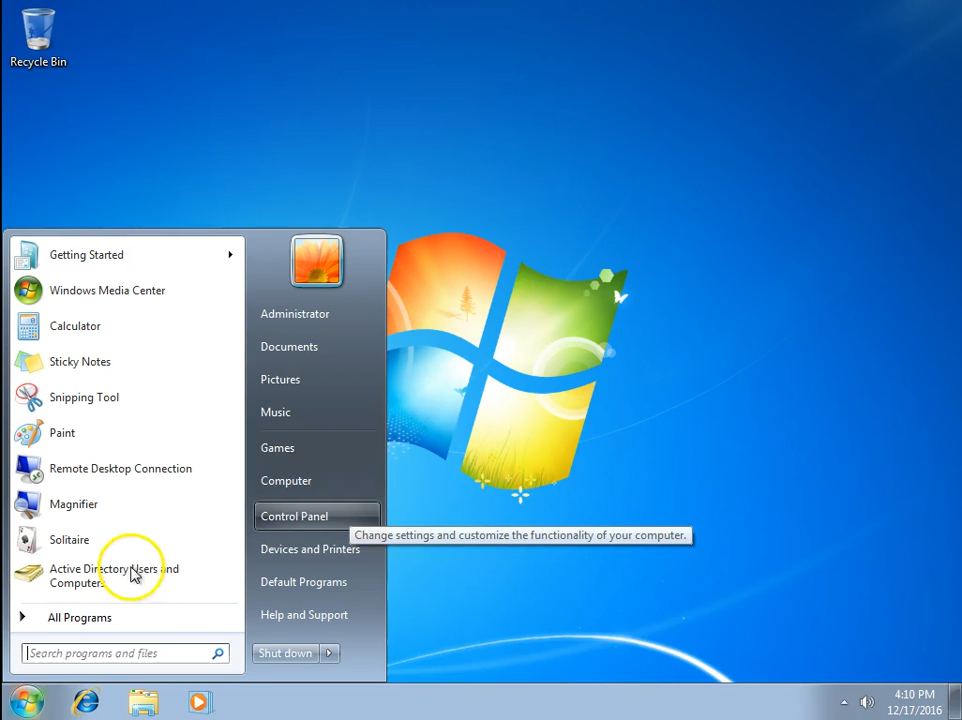 Recycle Bin
Getting Started
Windows Media Center
Calculator
Sticky Notes
Snipping Tool
Paint
Remote Desktop Connection
Magnifier
Solitaire
Active Directory Users and
Computers
All Programs
Search programs and files
Administrator
Documents
Pictures
Music
Games
Computer
Control Panel
Change settings and customize the functionality of your computer.
Devices and Printers
Default Programs
Help and Support
Shut down
4:10 PM
12/17/2016